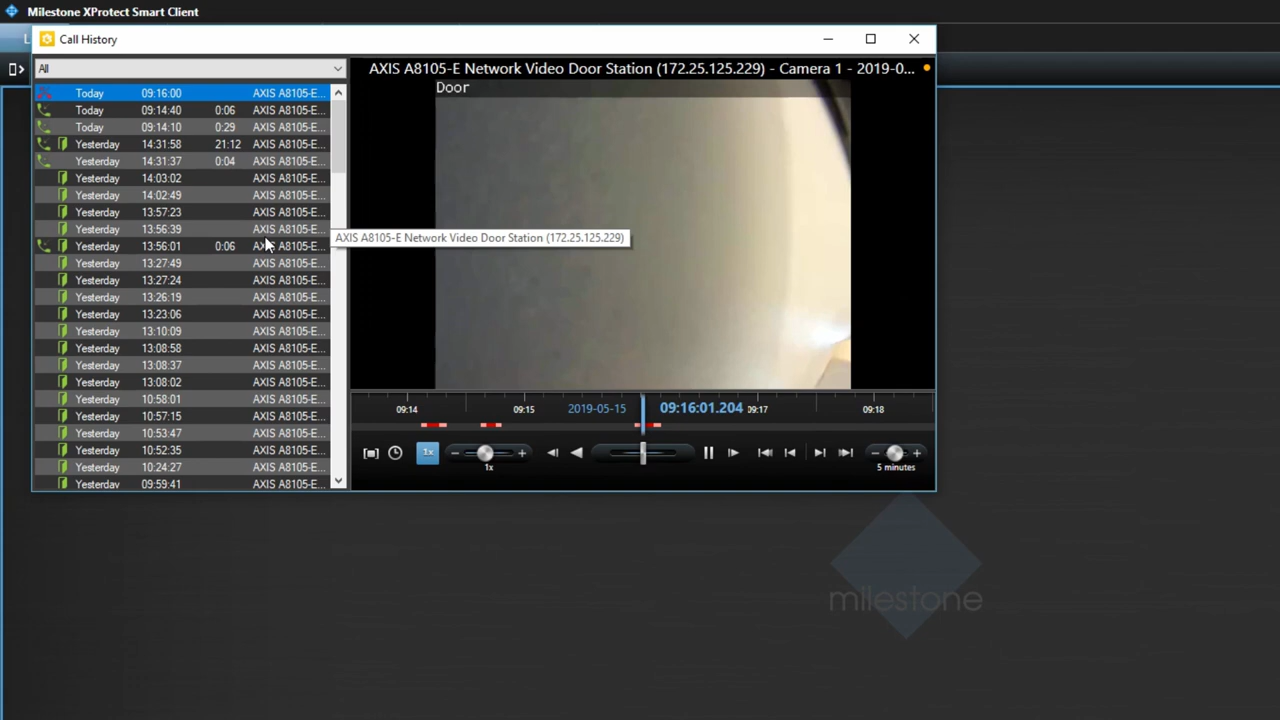 Milestone XProtect Smart Client
Call History
All
AXIS A8105-E Network Video Door Station (172.25.125.229) - Camera 1 - 2019-0...
Door
Today 09:16:00 AXIS A8105-E...
Today 09:14:40 0:06 AXIS A8105-E...
Today 09:14:10 0:29 AXIS A8105-E...
Yesterday 14:31:58 21:12 AXIS A8105-E...
Yesterday 14:31:37 0:04 AXIS A8105-E...
Yesterday 14:03:02 AXIS A8105-E...
Yesterday 14:02:49 AXIS A8105-E...
Yesterday 13:57:23 AXIS A8105-E...
Yesterday 13:56:39 AXIS A8105-E...
AXIS A8105-E Network Video Door Station (172.25.125.229)
Yesterday 13:56:01 0:06 AXIS A8105-E...
Yesterday 13:27:49 AXIS A8105-E...
Yesterday 13:27:24 AXIS A8105-E...
Yesterday 13:26:19 AXIS A8105-E...
Yesterday 13:23:06 AXIS A8105-E...
Yesterday 13:10:09 AXIS A8105-E...
Yesterday 13:08:58 AXIS A8105-E...
Yesterday 13:08:37 AXIS A8105-E...
Yesterday 13:08:02 AXIS A8105-E...
Yesterday 10:58:01 AXIS A8105-E...
Yesterday 10:57:15 AXIS A8105-E...
Yesterday 10:53:47 AXIS A8105-E...
Yesterday 10:52:35 AXIS A8105-E...
Yesterday 10:24:27 AXIS A8105-E...
Yesterday 09:59:41 AXIS A8105-E...
09:14 09:15 2019-05-15 09:16:01.204 09:17 09:18
1x
1x
5 minutes
milestone